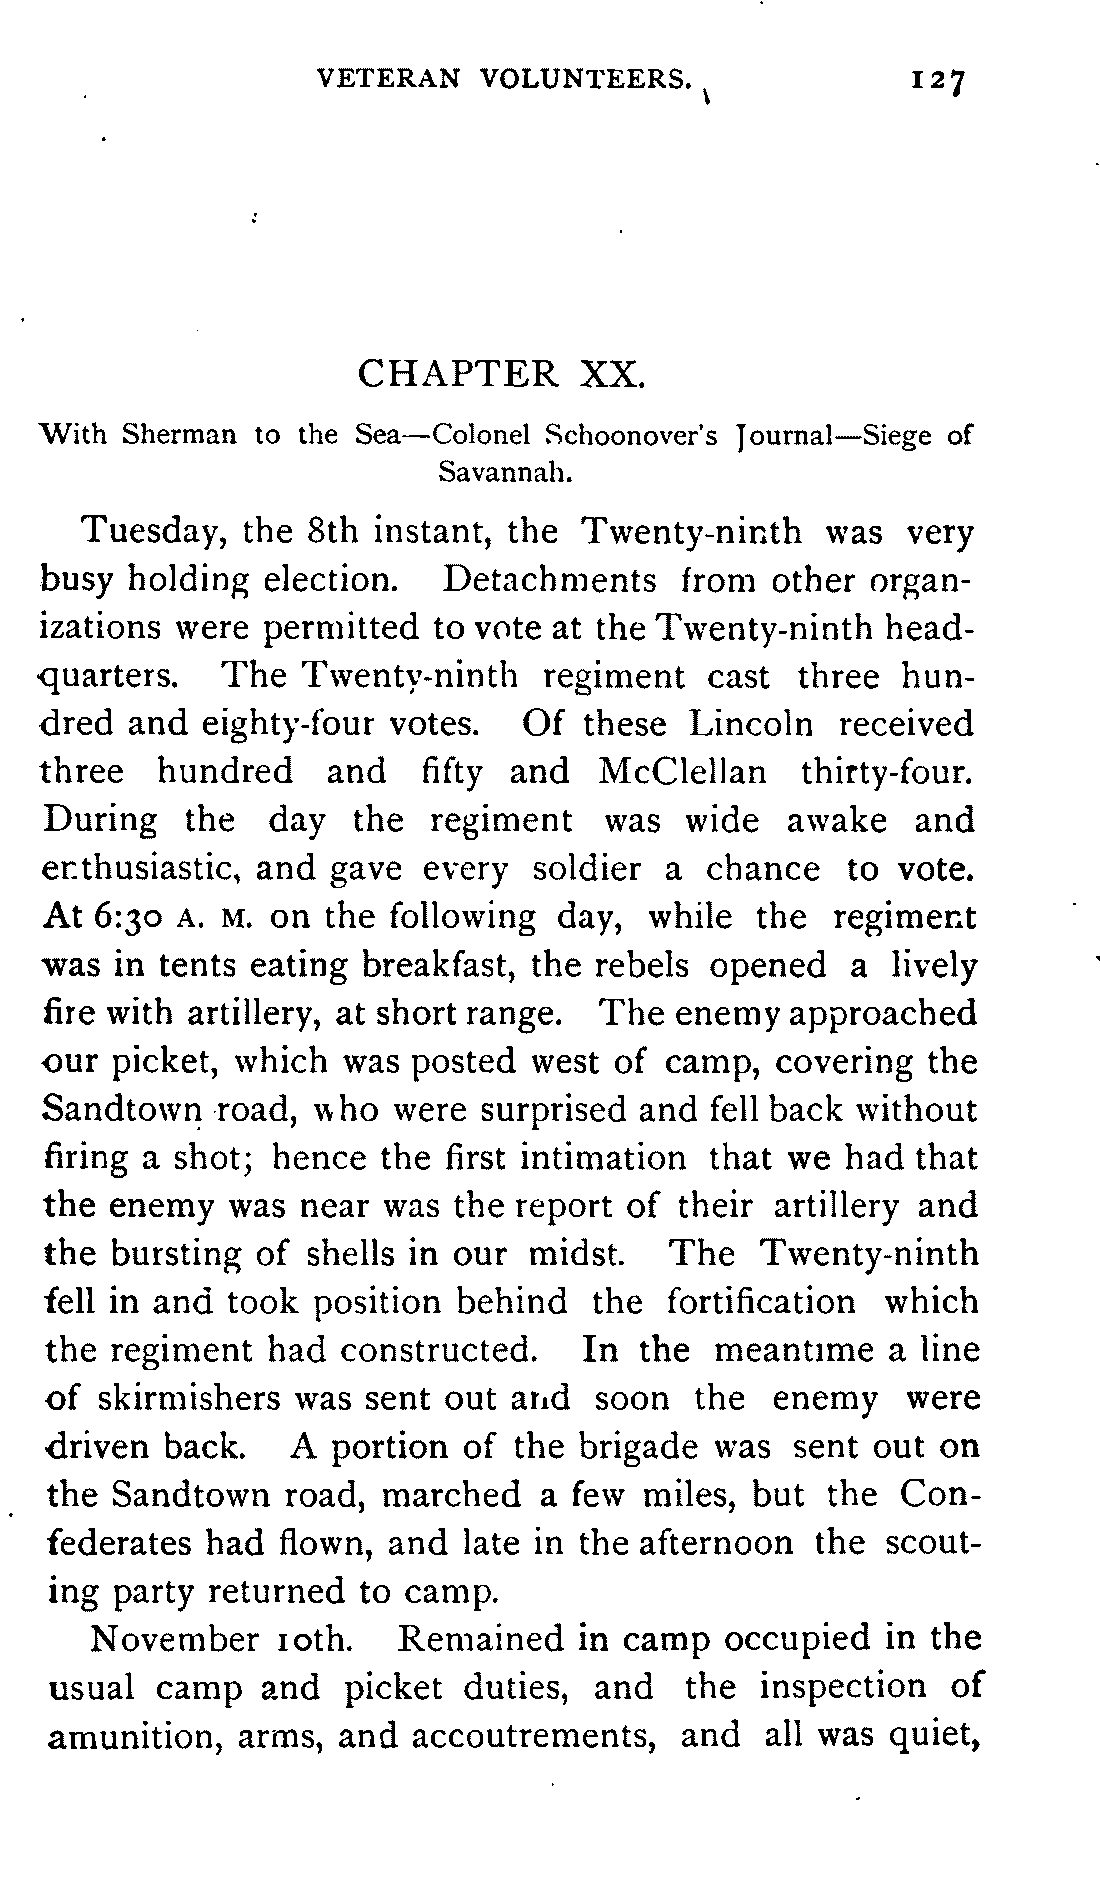 VETERAN VOLUNTEERS. 127
CHAPTER XX.
With Sherman to the Sea—Colonel Schoonover's Journal—Siege of
Savannah.
Tuesday, the 8th instant, the Twenty-ninth was very
busy holding election. Detachments from other organ-
izations were permitted to vote at the Twenty-ninth head-
quarters. The Twenty-ninth regiment cast three hun-
dred and eighty-four votes. Of these Lincoln received
three hundred and fifty and McClellan thirty-four.
During the day the regiment was wide awake and
enthusiastic, and gave every soldier a chance to vote.
At 6:30 A. M. on the following day, while the regiment
was in tents eating breakfast, the rebels opened a lively
fire with artillery, at short range. The enemy approached
our picket, which was posted west of camp, covering the
Sandtown road, who were surprised and fell back without
firing a shot; hence the first intimation that we had that
the enemy was near was the report of their artillery and
the bursting of shells in our midst. The Twenty-ninth
fell in and took position behind the fortification which
the regiment had constructed. In the meantime a line
of skirmishers was sent out and soon the enemy were
driven back. A portion of the brigade was sent out on
the Sandtown road, marched a few miles, but the Con-
federates had flown, and late in the afternoon the scout-
ing party returned to camp.
November 10th. Remained in camp occupied in the
usual camp and picket duties, and the inspection of
amunition, arms, and accoutrements, and all was quiet,